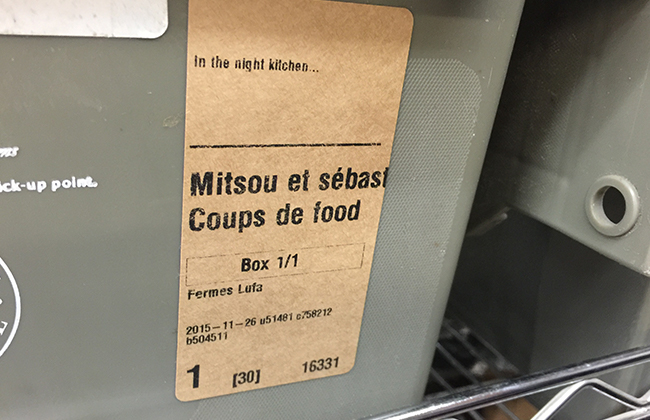 In the night kitchen...
Mitsou et sébast
Coups de food
Box 1/1
Fermes Lufa
2015-11-26 u51481 c758212
b504511
1 [30] 16331
ick-up point.